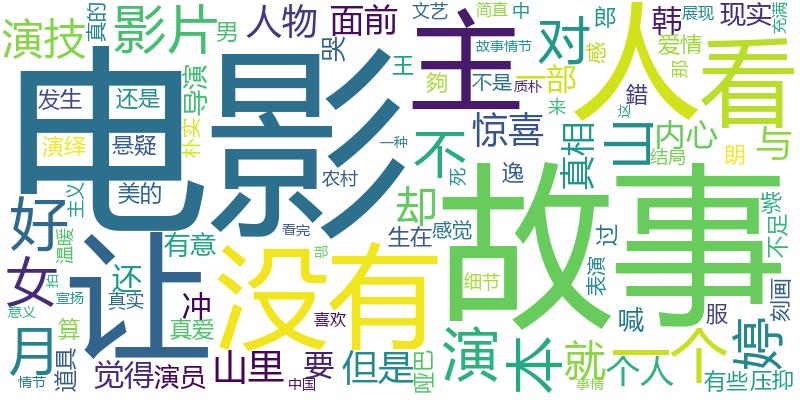 电影
故事
让
没有
人
看
主
一个
演技
影片
人物
面前
男
真的
导演
哭
文艺
简直
中
郎
韩
展现
现实
充满
对
感
爱情
那
故事情节
王
够
不是
一部
质朴
错
来
这
发生
还是
演绎
悬疑
朴实
一种
惊喜
不
真相
山
内心
结局
与
朗
美的
主义
农村
死
逸
紫
好
却
有意
生在
感觉
过
不足
温暖
看完
女
还
拍
部
细节
表演
刻画
宣扬
真实
冲
喜欢
意义
算
真爱
喊
服
婷
月
道具
觉得
演员
山里
要
但是
哑巴
演
本
就
个人
情节
中国
事情
有些
压抑